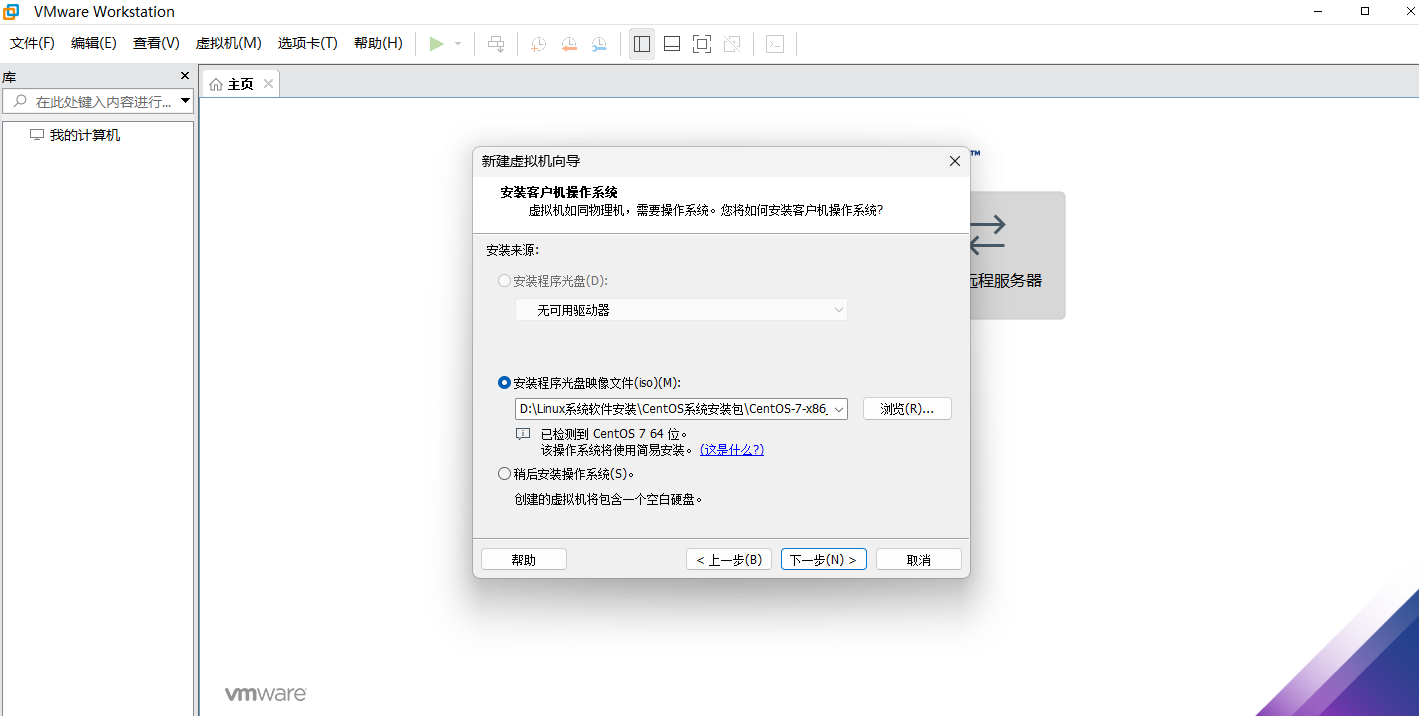 VMware Workstation
文件(F) 编辑(E) 查看(V) 虚拟机(M) 选项卡(T) 帮助(H)
库
在此处键入内容进行...
我的计算机
主页
™
远程服务器
新建虚拟机向导
安装客户机操作系统
虚拟机如同物理机，需要操作系统。您将如何安装客户机操作系统?
安装来源:
安装程序光盘(D):
无可用驱动器
安装程序光盘映像文件(iso)(M):
D:\Linux系统软件安装\CentOS系统安装包\CentOS-7-x86_
浏览(R)...
已检测到 CentOS 7 64 位。
该操作系统将使用简易安装。 (这是什么?)
稍后安装操作系统(S)。
创建的虚拟机将包含一个空白硬盘。
帮助 < 上一步(B) 下一步(N) > 取消
vmware